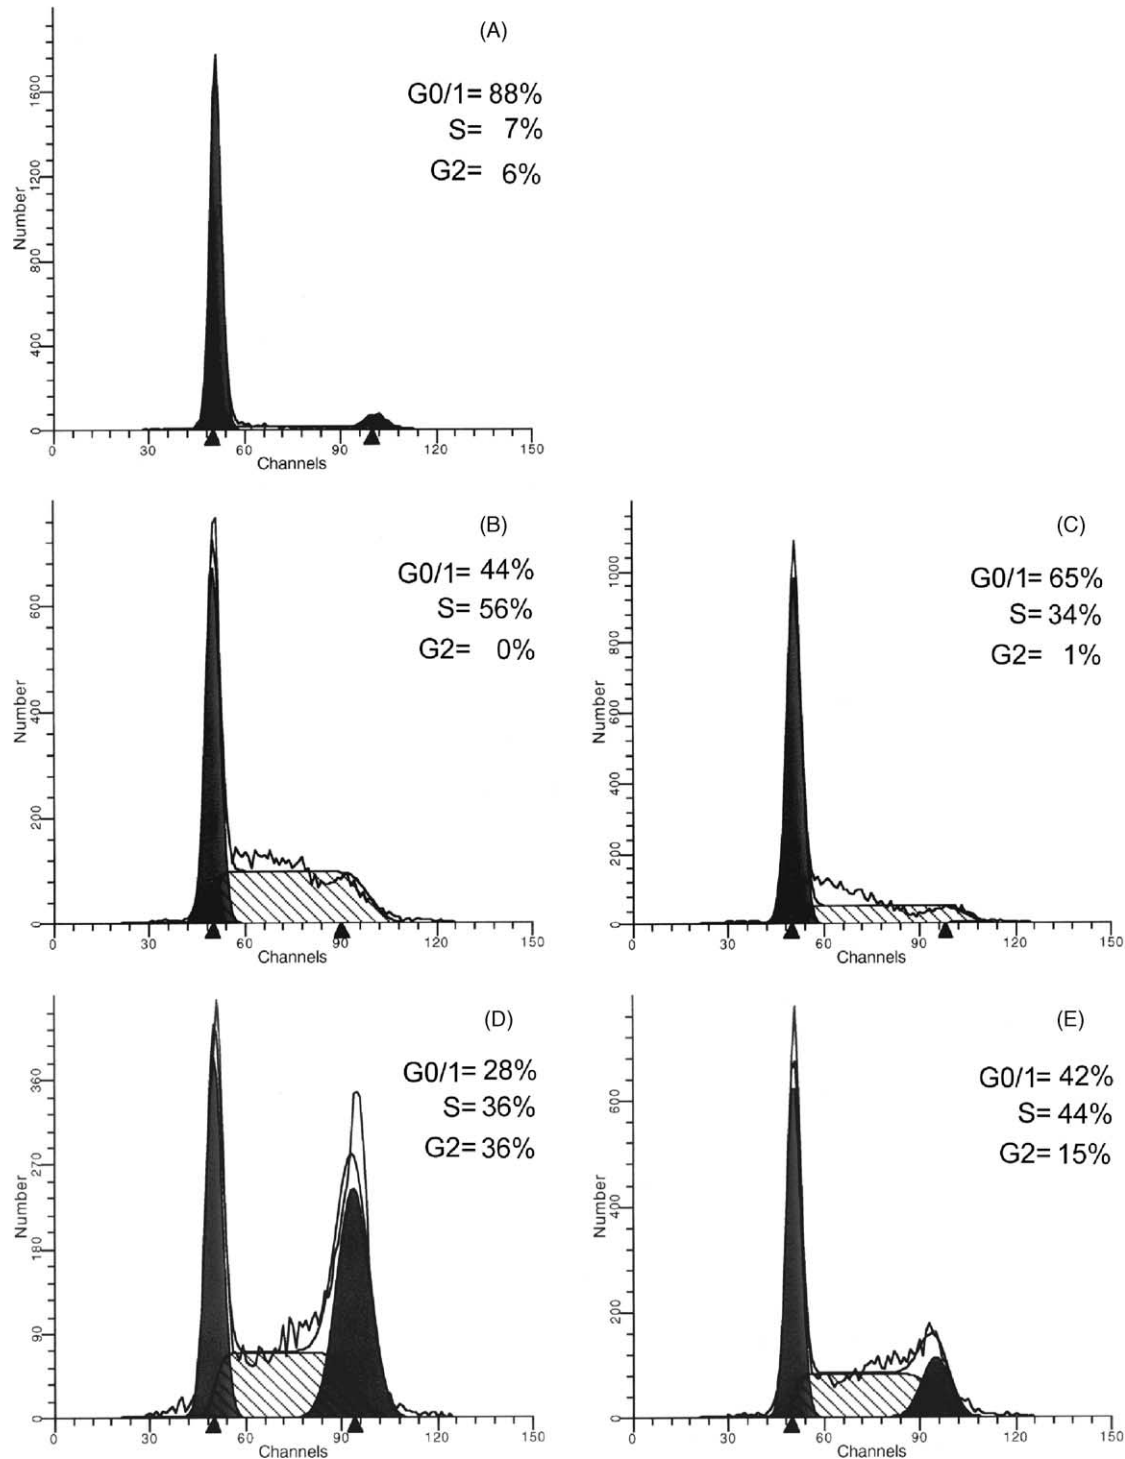 (A)
G0/1= 88%
S= 7%
G2= 6%
Number
1600
1200
800
400
0
0 30 60 90 120 150
Channels
(B)
G0/1= 44%
S= 56%
G2= 0%
Number
600
400
200
0
0 30 60 90 120 150
Channels
(C)
G0/1= 65%
S= 34%
G2= 1%
Number
1000
800
600
400
200
0
0 30 60 90 120 150
Channels
(D)
G0/1= 28%
S= 36%
G2= 36%
Number
360
270
180
90
0
0 30 60 90 120 150
Channels
(E)
G0/1= 42%
S= 44%
G2= 15%
Number
600
400
200
0
0 30 60 90 120 150
Channels